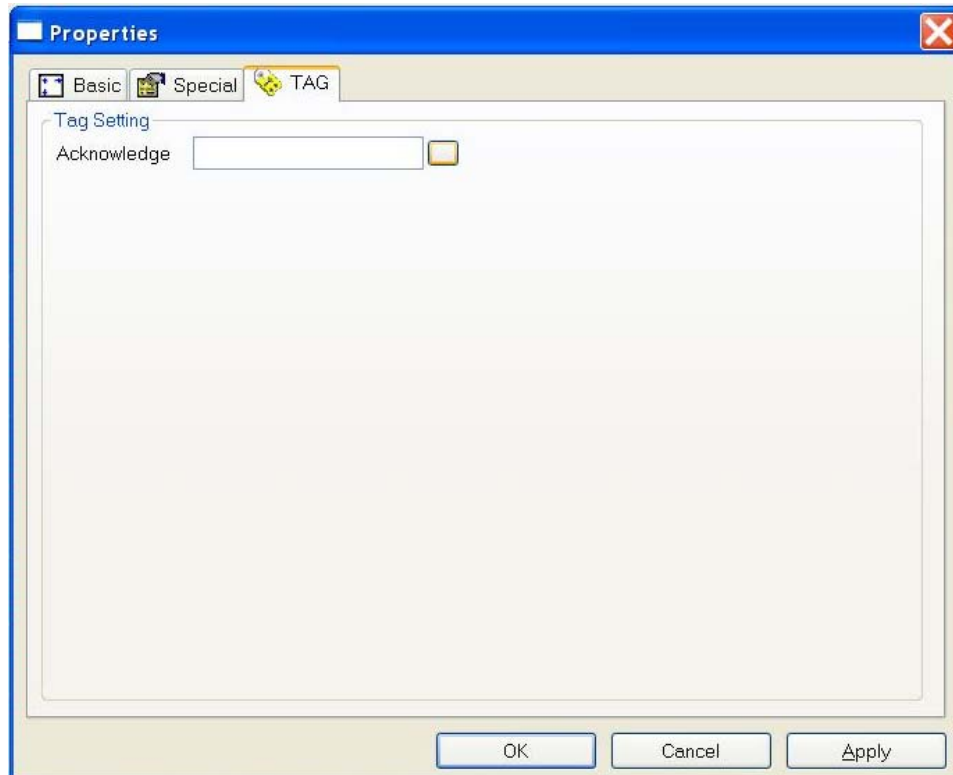 Properties
Basic Special TAG
Tag Setting
Acknowledge
OK Cancel Apply